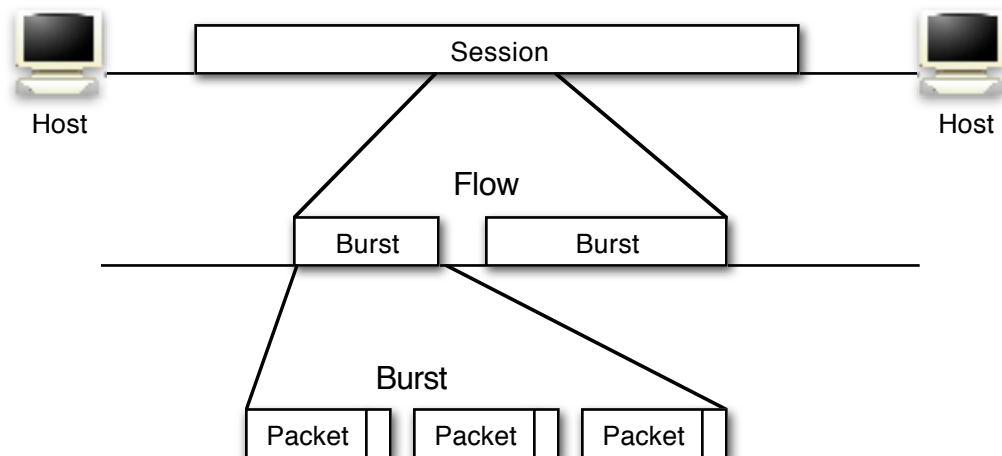 Session
Host Host
Flow
Burst Burst
Burst
Packet Packet Packet